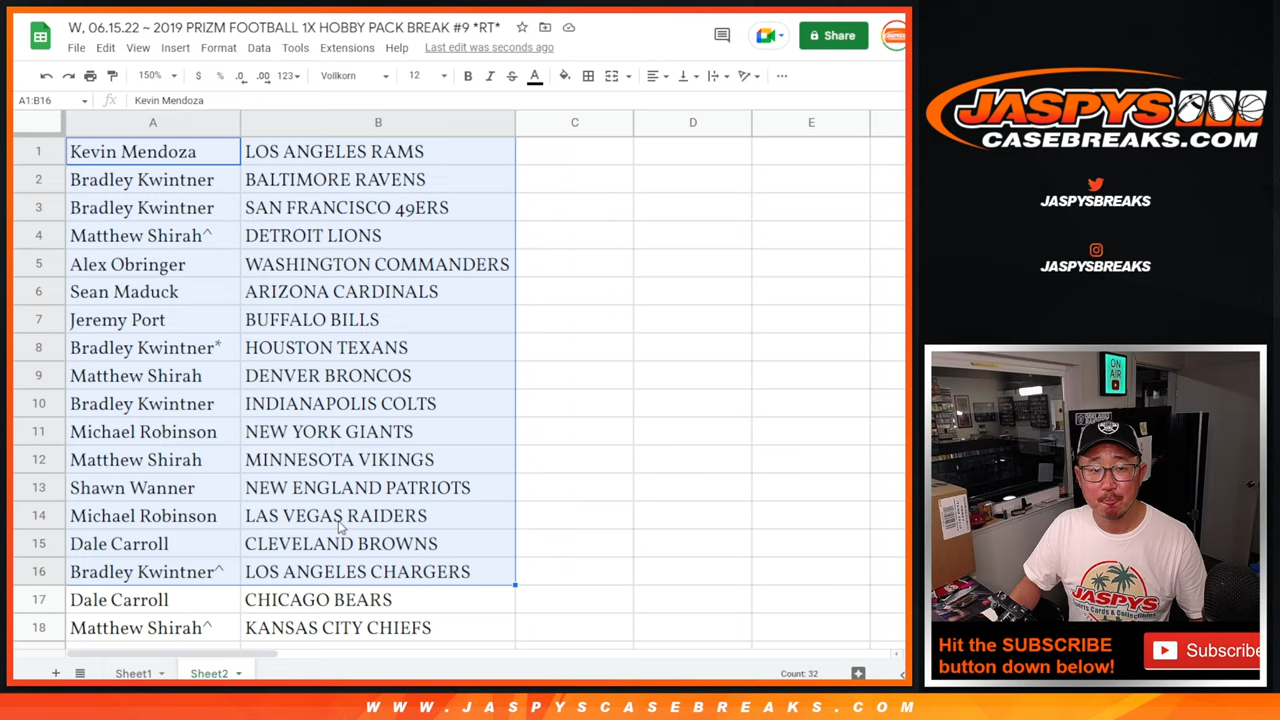 W, 06.15.22 ~ 2019 PRIZM FOOTBALL 1X HOBBY PACK BREAK #9 *RT*
File Edit View Insert Format Data Tools Extensions Help Last edit was seconds ago
Share
150% $ % .0 .00 123 Vollkorn 12 B I S A
A1:B16 fx Kevin Mendoza
A B C D E
1 Kevin Mendoza LOS ANGELES RAMS
2 Bradley Kwintner BALTIMORE RAVENS
3 Bradley Kwintner SAN FRANCISCO 49ERS
4 Matthew Shirah^ DETROIT LIONS
5 Alex Obringer WASHINGTON COMMANDERS
6 Sean Maduck ARIZONA CARDINALS
7 Jeremy Port BUFFALO BILLS
8 Bradley Kwintner* HOUSTON TEXANS
9 Matthew Shirah DENVER BRONCOS
10 Bradley Kwintner INDIANAPOLIS COLTS
11 Michael Robinson NEW YORK GIANTS
12 Matthew Shirah MINNESOTA VIKINGS
13 Shawn Wanner NEW ENGLAND PATRIOTS
14 Michael Robinson LAS VEGAS RAIDERS
15 Dale Carroll CLEVELAND BROWNS
16 Bradley Kwintner^ LOS ANGELES CHARGERS
17 Dale Carroll CHICAGO BEARS
18 Matthew Shirah^ KANSAS CITY CHIEFS
Sheet1 Sheet2 Count: 32
JASPYS
CASEBREAKS.COM
JASPYSBREAKS
JASPYSBREAKS
ON
AIR
JASPYS
Sports Cards & Collectibles
Hit the SUBSCRIBE
button down below!
Subscribe
WWW.JASPYSCASEBREAKS.COM